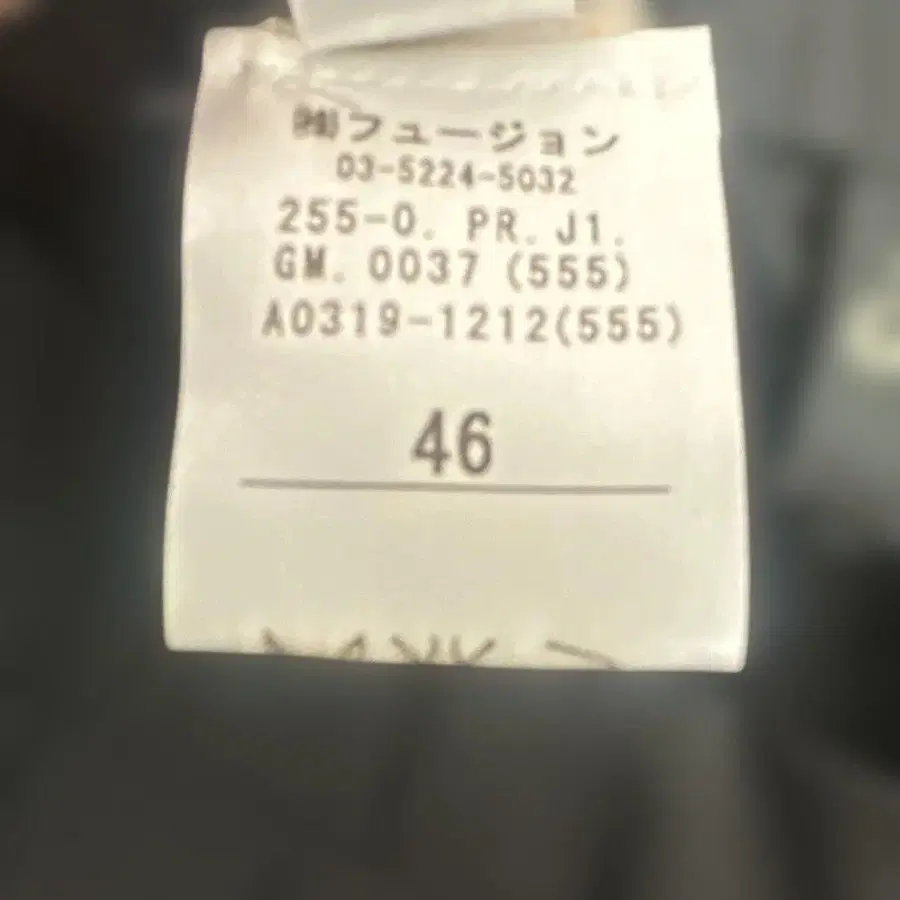 ㈱フュージョン
03-5224-5032
255-0. PR. J1.
GM. 0037 (555)
A0319-1212(555)
46